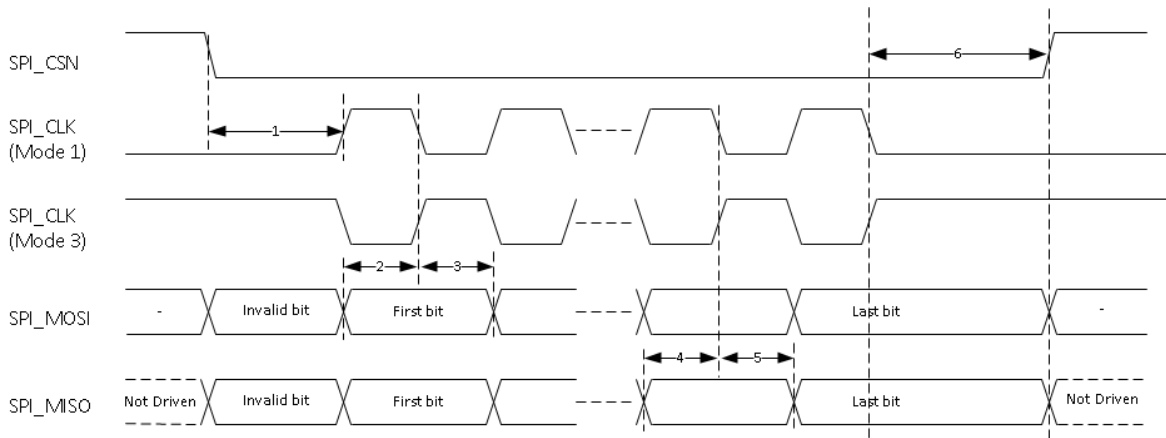 SPI_CSN
6
SPI_CLK
(Mode 1)
1
SPI_CLK
(Mode 3)
2
3
SPI_MOSI
-
Invalid bit
First bit
Last bit
-
4
5
SPI_MISO
Not Driven
Invalid bit
First bit
Last bit
Not Driven